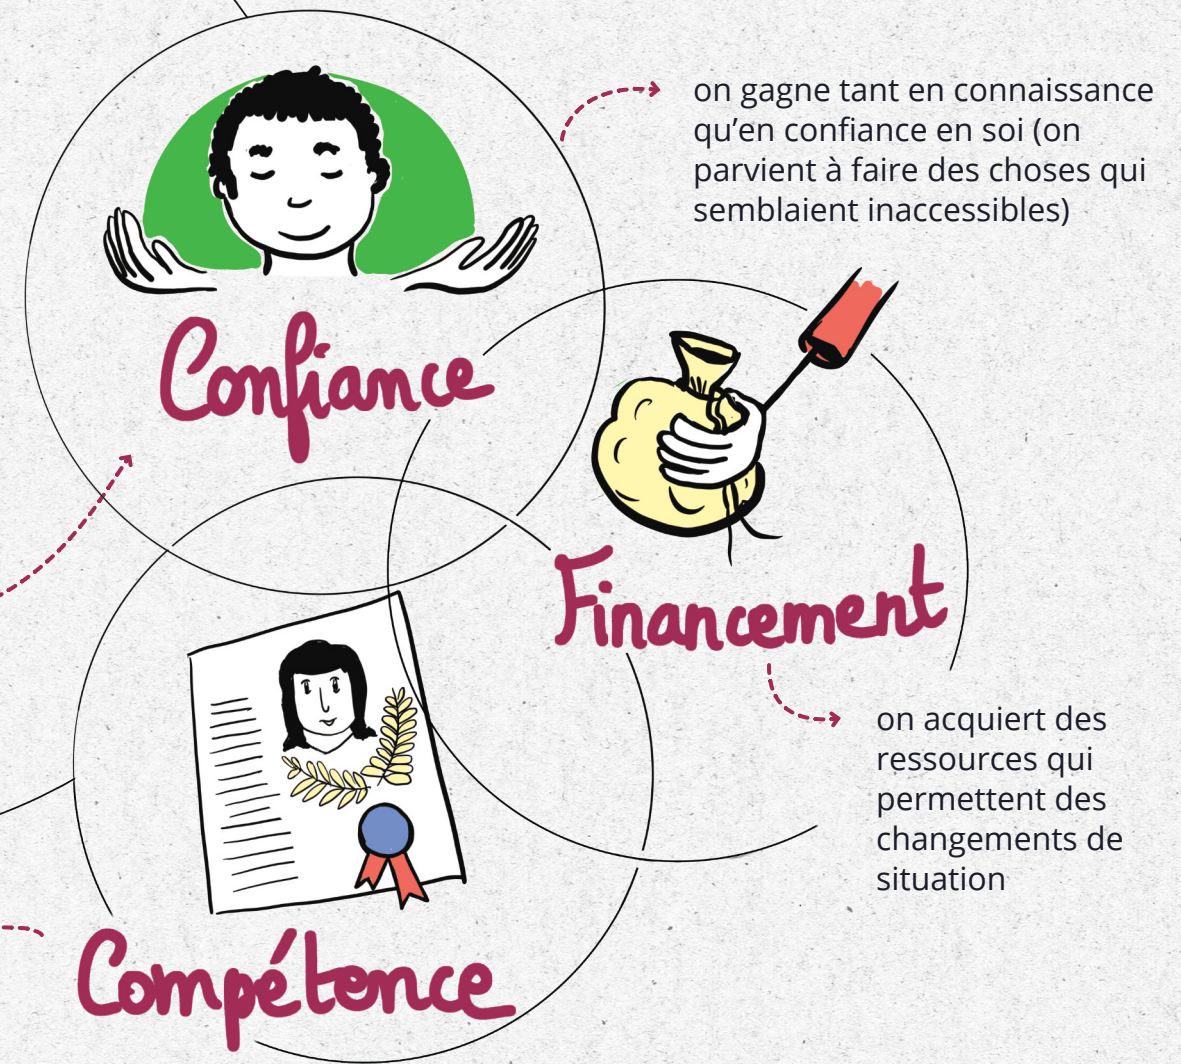 on gagne tant en connaissance
qu’en confiance en soi (on
parvient à faire des choses qui
semblaient inaccessibles)
Confiance
Financement
on acquiert des
ressources qui
permettent des
changements de
situation
Compétence